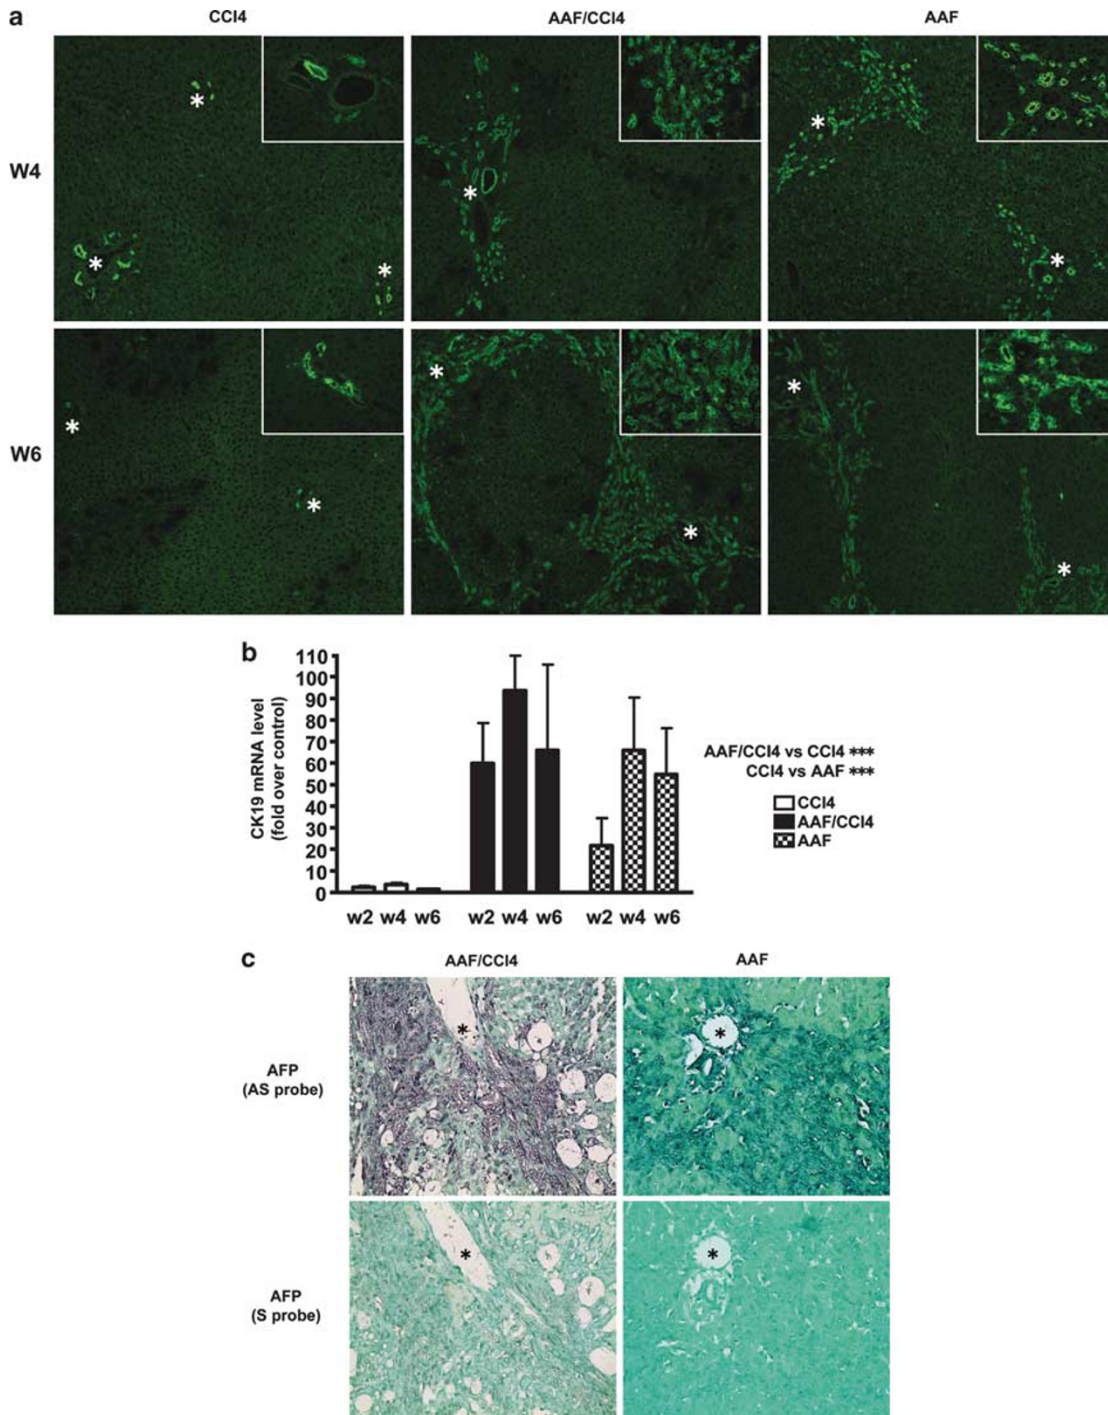 a
CCl4
AAF/CCl4
AAF
*
*
*
*
*
*
W4
*
*
*
*
*
*
W6
b
CK19 mRNA level
(fold over control)
110
100
90
80
70
60
50
40
30
20
10
0
w2 w4 w6
w2 w4 w6
w2 w4 w6
AAF/CCl4 vs CCl4 ***
CCl4 vs AAF ***
CCl4
AAF/CCl4
AAF
c
AAF/CCl4
AAF
AFP
(AS probe)
*
*
AFP
(S probe)
*
*